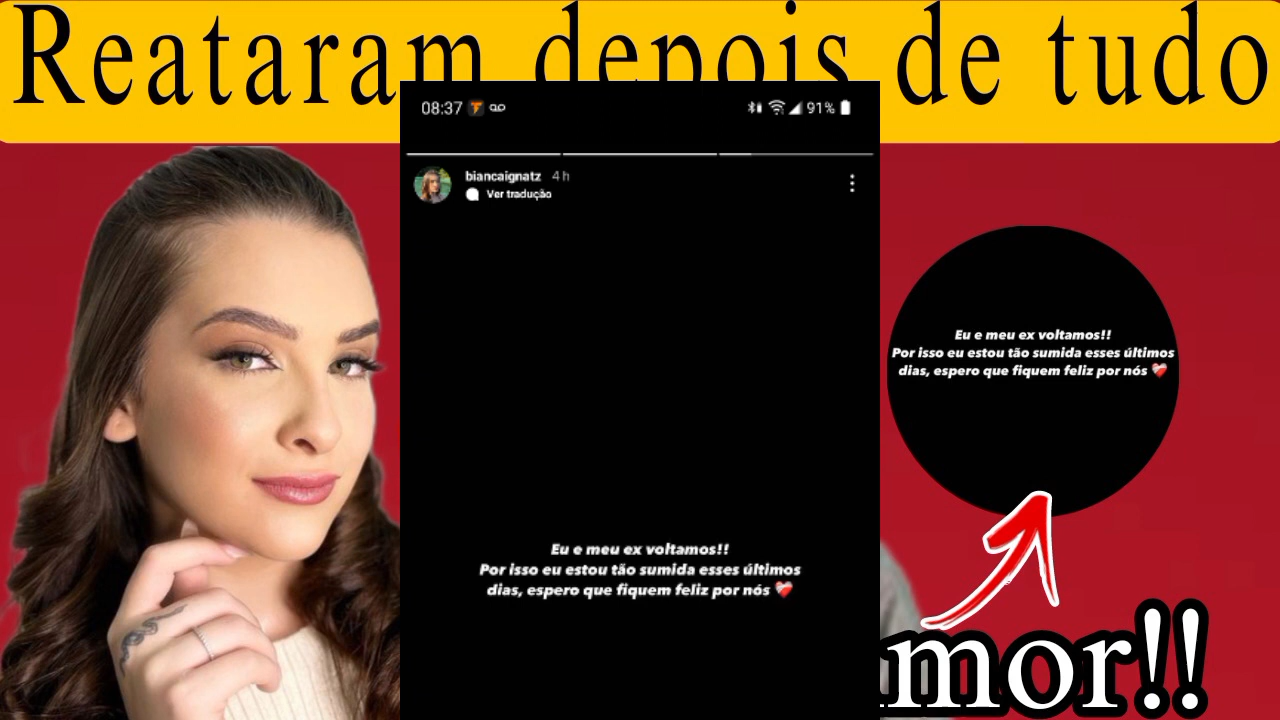 Reataram depois de tudo
08:37
91%
biancaignatz 4 h
Ver tradução
Eu e meu ex voltamos!!
Por isso eu estou tão sumida esses últimos
dias, espero que fiquem feliz por nós ❤️‍🩹
Eu e meu ex voltamos!!
Por isso eu estou tão sumida esses últimos
dias, espero que fiquem feliz por nós ❤️‍🩹
mor!!